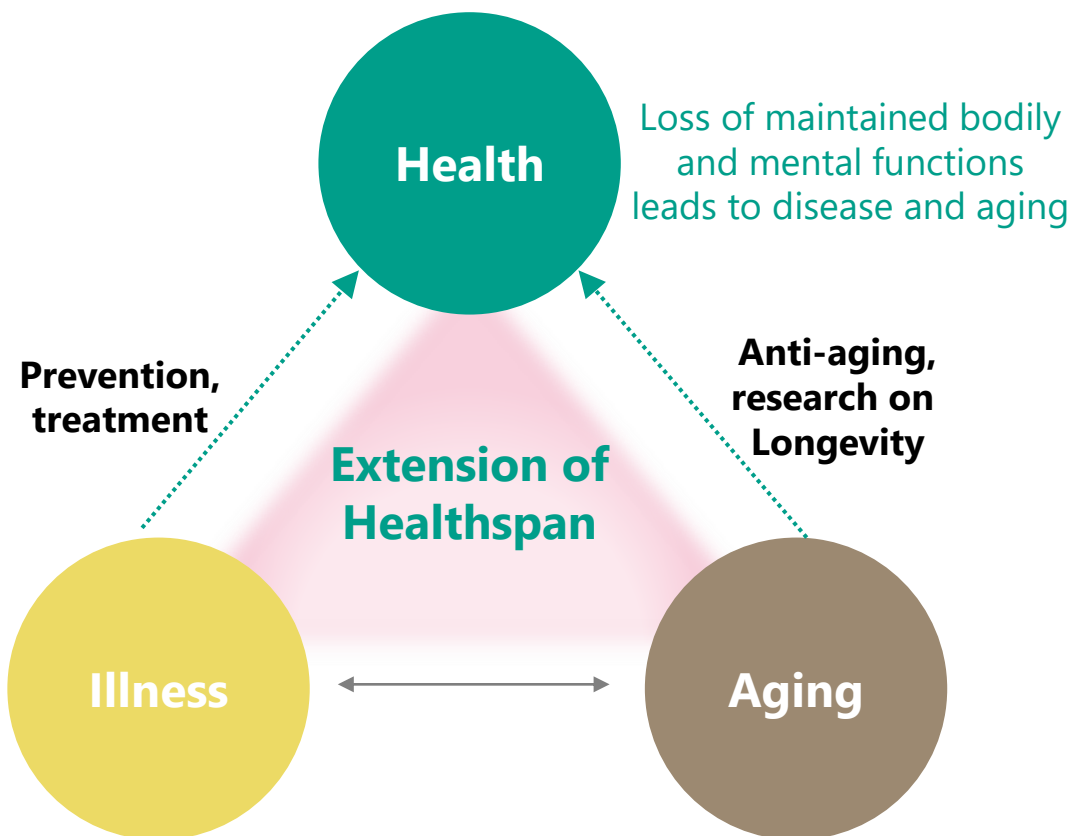 Health
Loss of maintained bodily
and mental functions
leads to disease and aging
Prevention,
treatment
Anti-aging,
research on
Longevity
Extension of
Healthspan
Illness
Aging